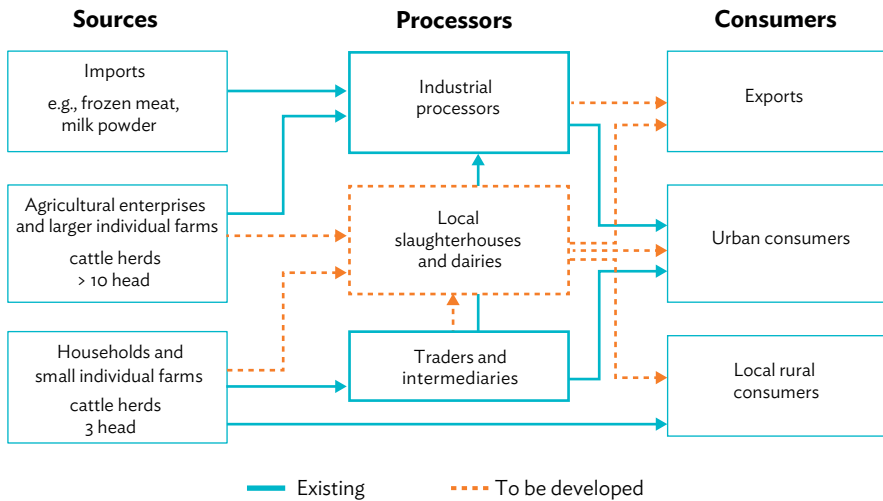 Sources
Processors
Consumers
Imports
e.g., frozen meat,
milk powder
Industrial
processors
Exports
Agricultural enterprises
and larger individual farms
cattle herds
> 10 head
Local
slaughterhouses
and dairies
Urban consumers
Households and
small individual farms
cattle herds
3 head
Traders and
intermediaries
Local rural
consumers
Existing
To be developed